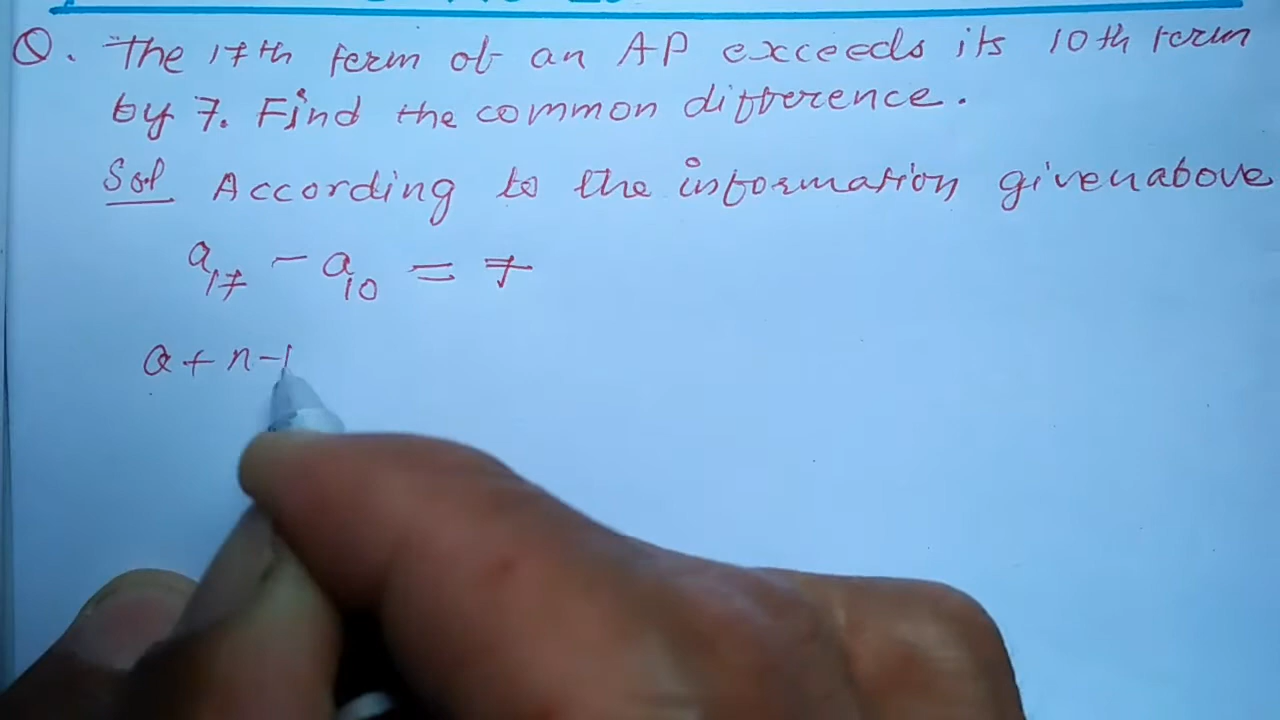 Q. The 17th term of an AP exceeds its 10th term
by 7. Find the common difference.
Sol According to the information given above
a17 - a10 = 7
a + n-1